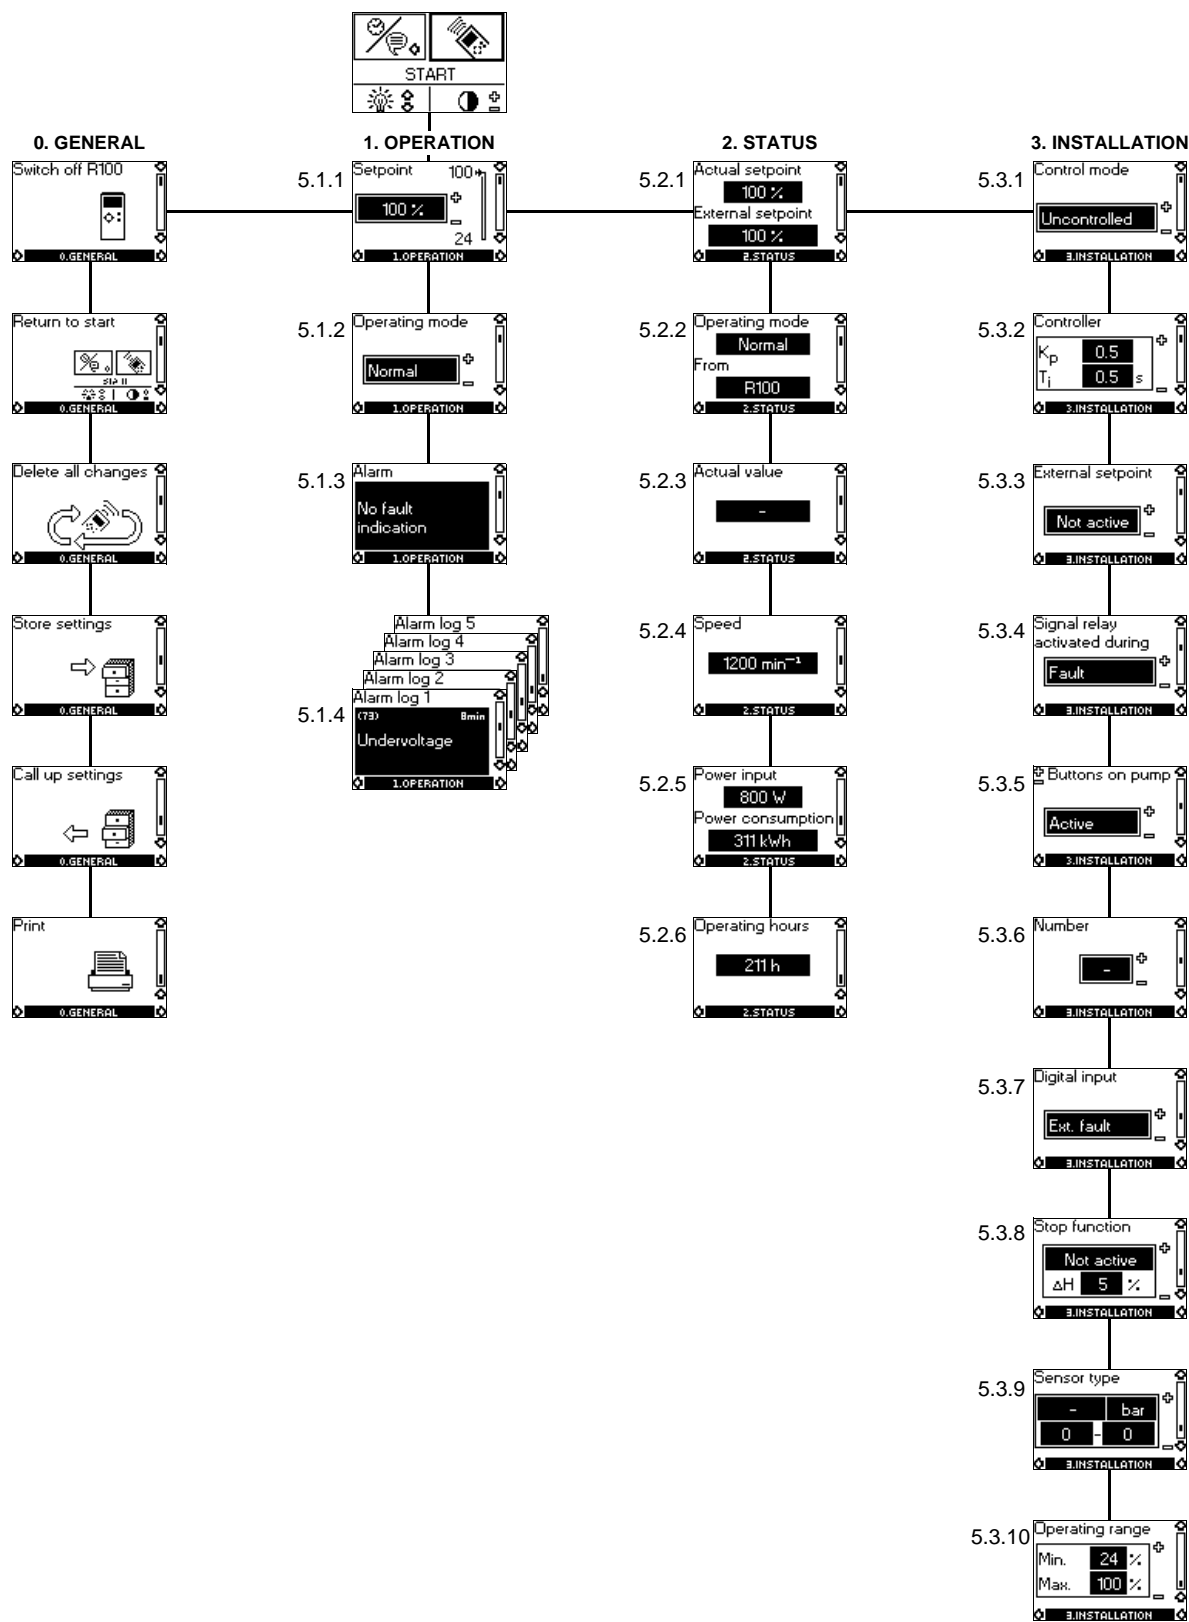 START
0. GENERAL
Switch off R100
0.GENERAL
Return to start
START
0.GENERAL
Delete all changes
0.GENERAL
Store settings
0.GENERAL
Call up settings
0.GENERAL
Print
0.GENERAL
1. OPERATION
5.1.1
Setpoint
100
100 %
24
1.OPERATION
5.1.2
Operating mode
Normal
1.OPERATION
5.1.3
Alarm
No fault
indication
1.OPERATION
Alarm log 5
Alarm log 4
Alarm log 3
Alarm log 2
Alarm log 1
5.1.4
(73) 8min
Undervoltage
1.OPERATION
2. STATUS
5.2.1
Actual setpoint
100 %
External setpoint
100 %
2.STATUS
5.2.2
Operating mode
Normal
From
R100
2.STATUS
5.2.3
Actual value
-
2.STATUS
5.2.4
Speed
1200 min⁻¹
2.STATUS
5.2.5
Power input
800 W
Power consumption
311 kWh
2.STATUS
5.2.6
Operating hours
211 h
2.STATUS
3. INSTALLATION
5.3.1
Control mode
Uncontrolled
3.INSTALLATION
5.3.2
Controller
Kp 0.5
Ti 0.5 s
3.INSTALLATION
5.3.3
External setpoint
Not active
3.INSTALLATION
5.3.4
Signal relay
activated during
Fault
3.INSTALLATION
5.3.5
Buttons on pump
Active
3.INSTALLATION
5.3.6
Number
-
3.INSTALLATION
5.3.7
Digital input
Ext. fault
3.INSTALLATION
5.3.8
Stop function
Not active
ΔH 5 %
3.INSTALLATION
5.3.9
Sensor type
- bar
0 - 0
3.INSTALLATION
5.3.10
Operating range
Min. 24 %
Max. 100 %
3.INSTALLATION